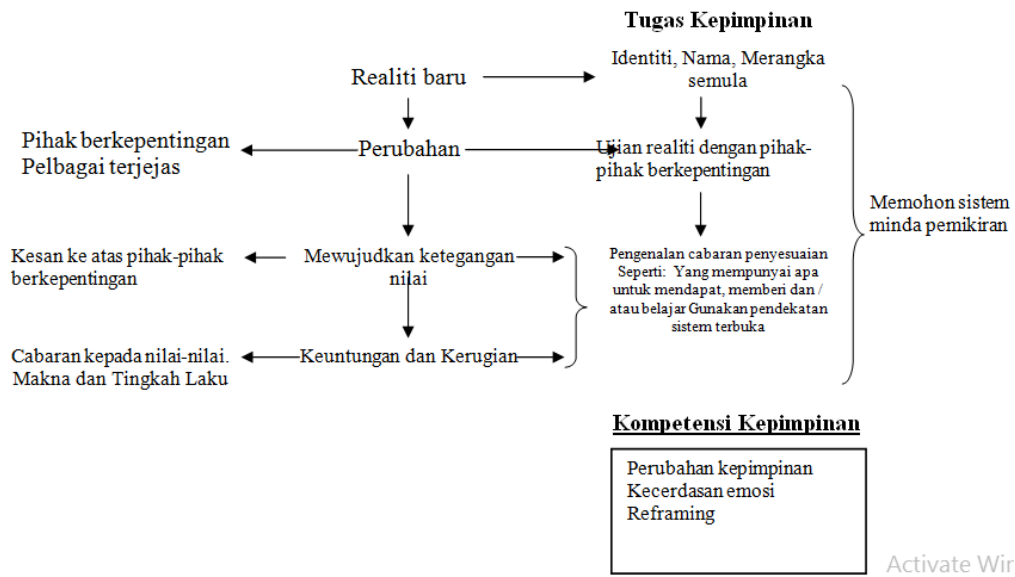 Tugas Kepimpinan
Identiti, Nama, Merangka
semula
Realiti baru
Pihak berkepentingan
Pelbagai terjejas
Perubahan
Ujian realiti dengan pihak-
pihak berkepentingan
Memohon sistem
minda pemikiran
Kesan ke atas pihak-pihak
berkepentingan
Mewujudkan ketegangan
nilai
Pengenalan cabaran penyesuaian
Seperti: Yang mempunyai apa
untuk mendapat, memberi dan /
atau belajar Gunakan pendekatan
sistem terbuka
Cabaran kepada nilai-nilai.
Makna dan Tingkah Laku
Keuntungan dan Kerugian
Kompetensi Kepimpinan
Perubahan kepimpinan
Kecerdasan emosi
Reframing
Activate Wir